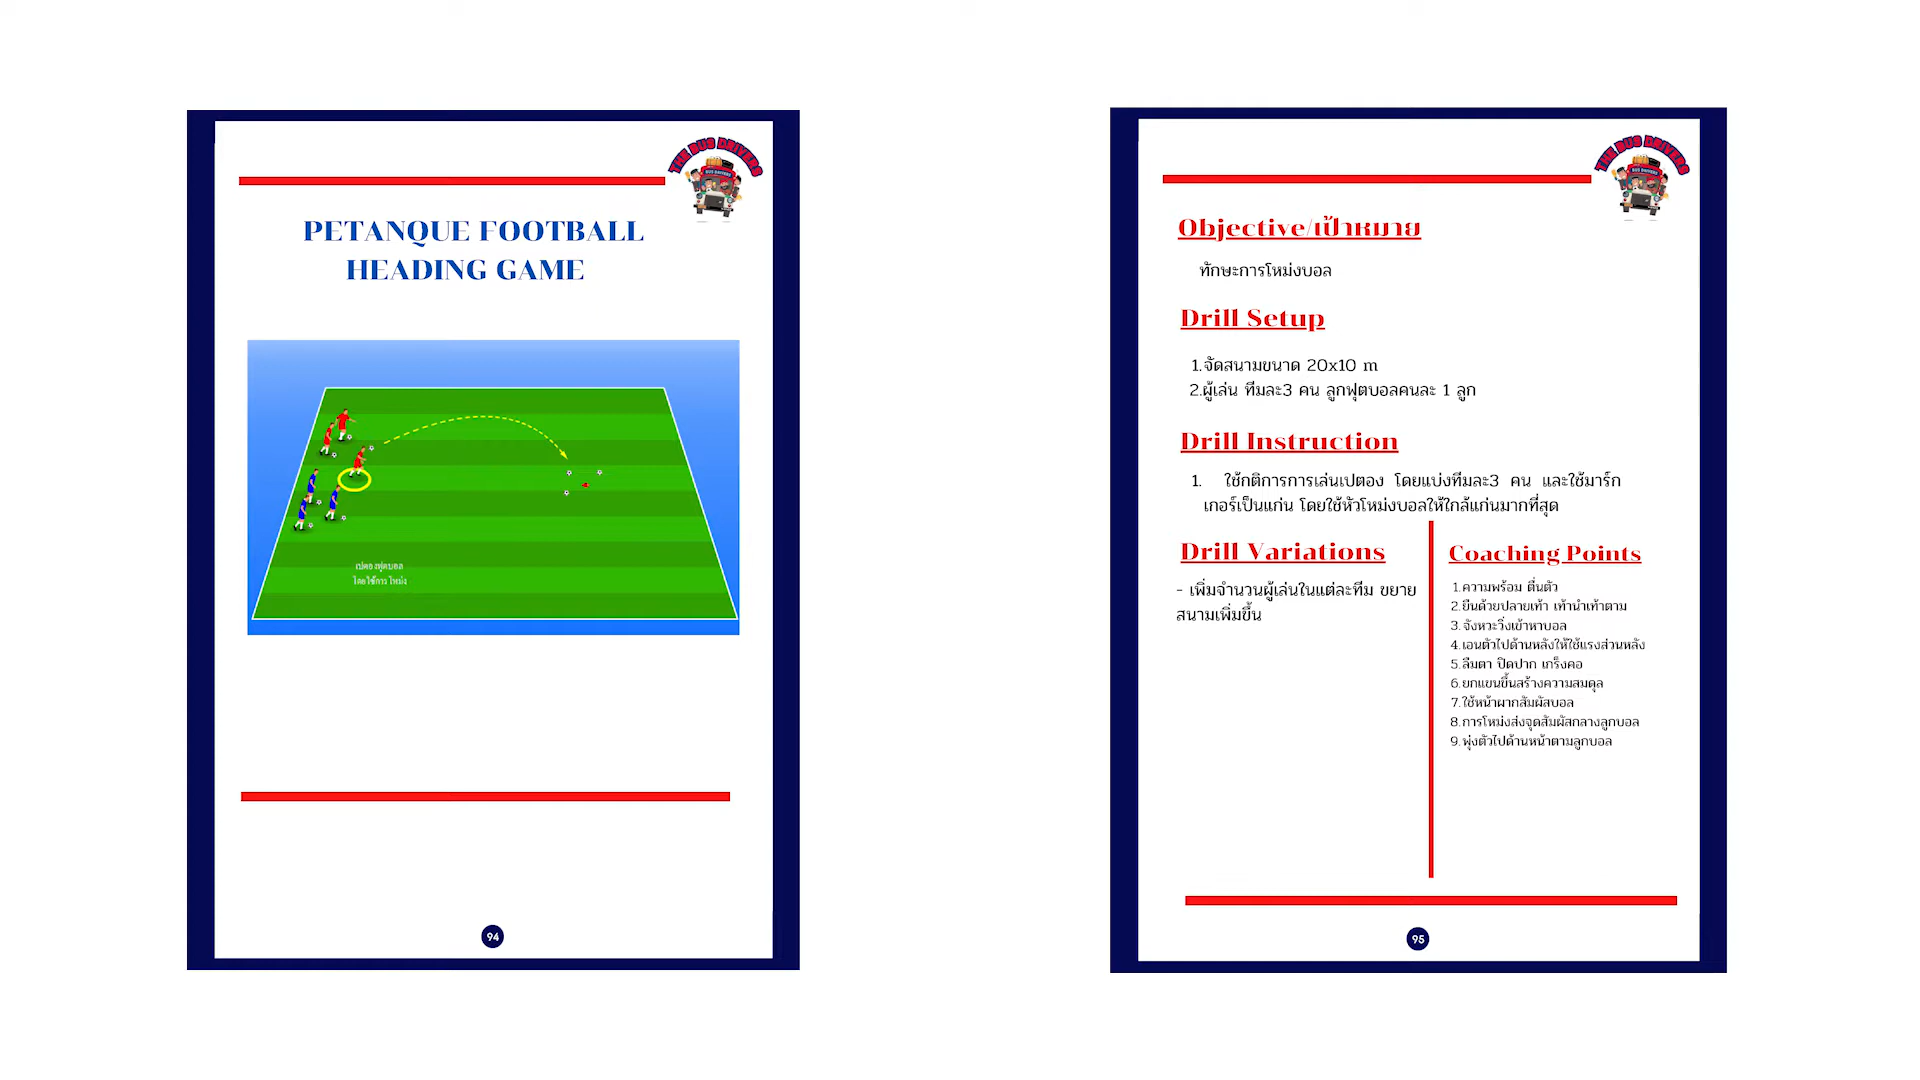 THE BUS DRIVERS
BUS DRIVERS
PETANQUE FOOTBALL
HEADING GAME
เปตองฟุตบอล
โดยใช้การโหม่ง
94
THE BUS DRIVERS
BUS DRIVERS
Objective/เป้าหมาย
ทักษะการโหม่งบอล
Drill Setup
1.จัดสนามขนาด 20x10 m
2.ผู้เล่น ทีมละ3 คน ลูกฟุตบอลคนละ 1 ลูก
Drill Instruction
1. ใช้กติการการเล่นเปตอง โดยแบ่งทีมละ3 คน และใช้มาร์ก
เกอร์เป็นแก่น โดยใช้หัวโหม่งบอลให้ใกล้แก่นมากที่สุด
Drill Variations
- เพิ่มจำนวนผู้เล่นในแต่ละทีม ขยาย
สนามเพิ่มขึ้น
Coaching Points
1.ความพร้อม ตื่นตัว
2.ยืนด้วยปลายเท้า เท้านำเท้าตาม
3.จังหวะวิ่งเข้าหาบอล
4.เอนตัวไปด้านหลังให้ใช้แรงส่วนหลัง
5.ลืมตา ปิดปาก เกร็งคอ
6.ยกแขนขึ้นสร้างความสมดุล
7.ใช้หน้าผากสัมผัสบอล
8.การโหม่งส่งจุดสัมผัสกลางลูกบอล
9.พุ่งตัวไปด้านหน้าตามลูกบอล
95